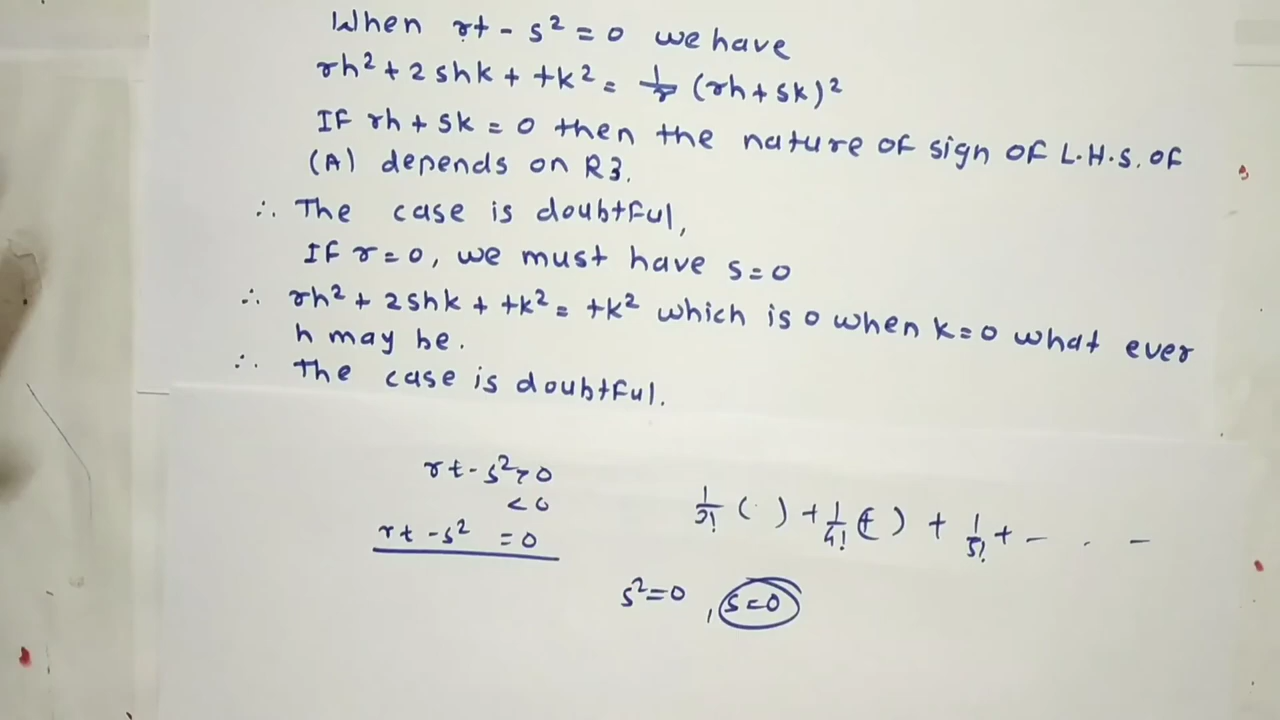 When rt - s² = 0 we have
rh² + 2shk + tk² = 1/r (rh + sk)²
If rh + sk = 0 then the nature of sign of L.H.S. of
(A) depends on R3.
∴ The case is doubtful,
If r = 0, we must have s = 0
∴ rh² + 2shk + tk² = tk² which is 0 when k = 0 what ever
h may be.
∴ The case is doubtful.
rt - s² > 0
< 0
rt - s² = 0
1/3! ( ) + 1/4! ( ) + 1/5! + - . . -
s² = 0, s = 0